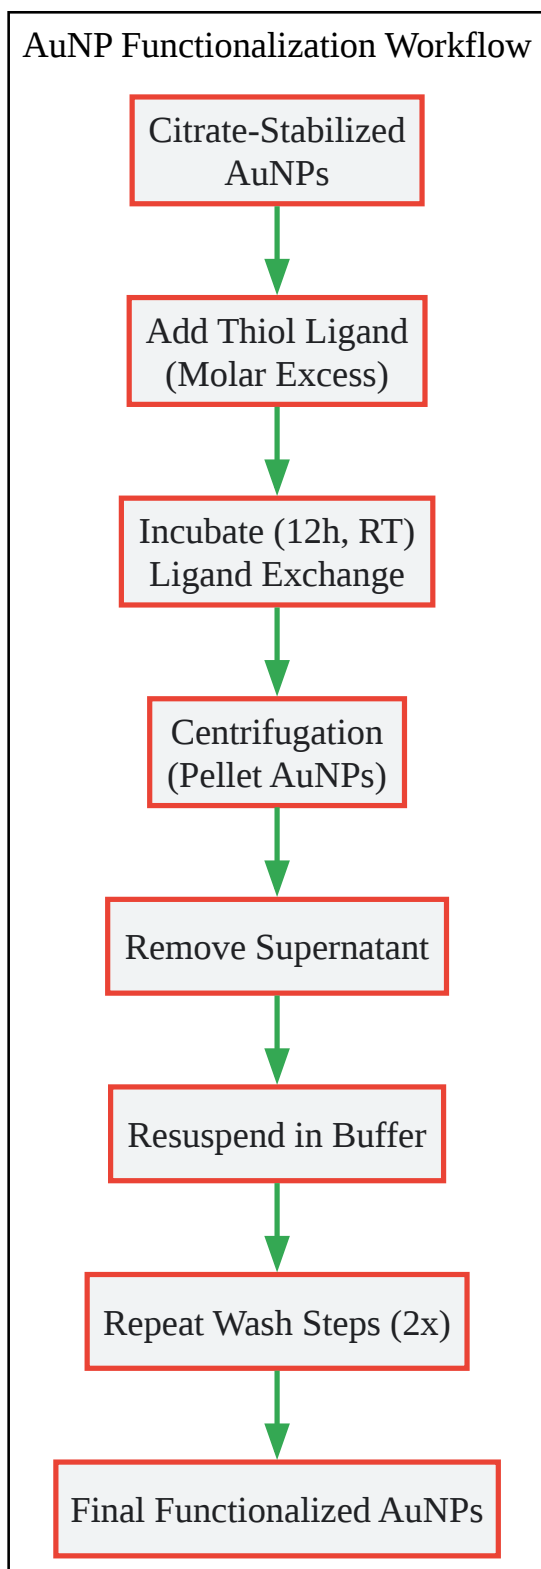 AuNP Functionalization Workflow
Citrate-Stabilized
AuNPs
Add Thiol Ligand
(Molar Excess)
Incubate (12h, RT)
Ligand Exchange
Centrifugation
(Pellet AuNPs)
Remove Supernatant
Resuspend in Buffer
Repeat Wash Steps (2x)
Final Functionalized AuNPs